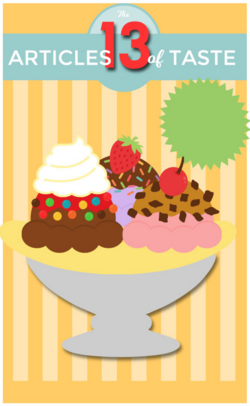 The
ARTICLES 13 of TASTE